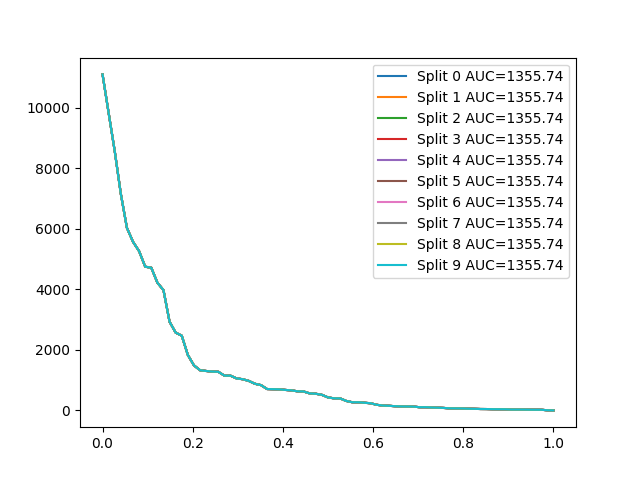 Split 0 AUC=1355.74
Split 1 AUC=1355.74
Split 2 AUC=1355.74
Split 3 AUC=1355.74
Split 4 AUC=1355.74
Split 5 AUC=1355.74
Split 6 AUC=1355.74
Split 7 AUC=1355.74
Split 8 AUC=1355.74
Split 9 AUC=1355.74
10000
8000
6000
4000
2000
0
0.0 0.2 0.4 0.6 0.8 1.0